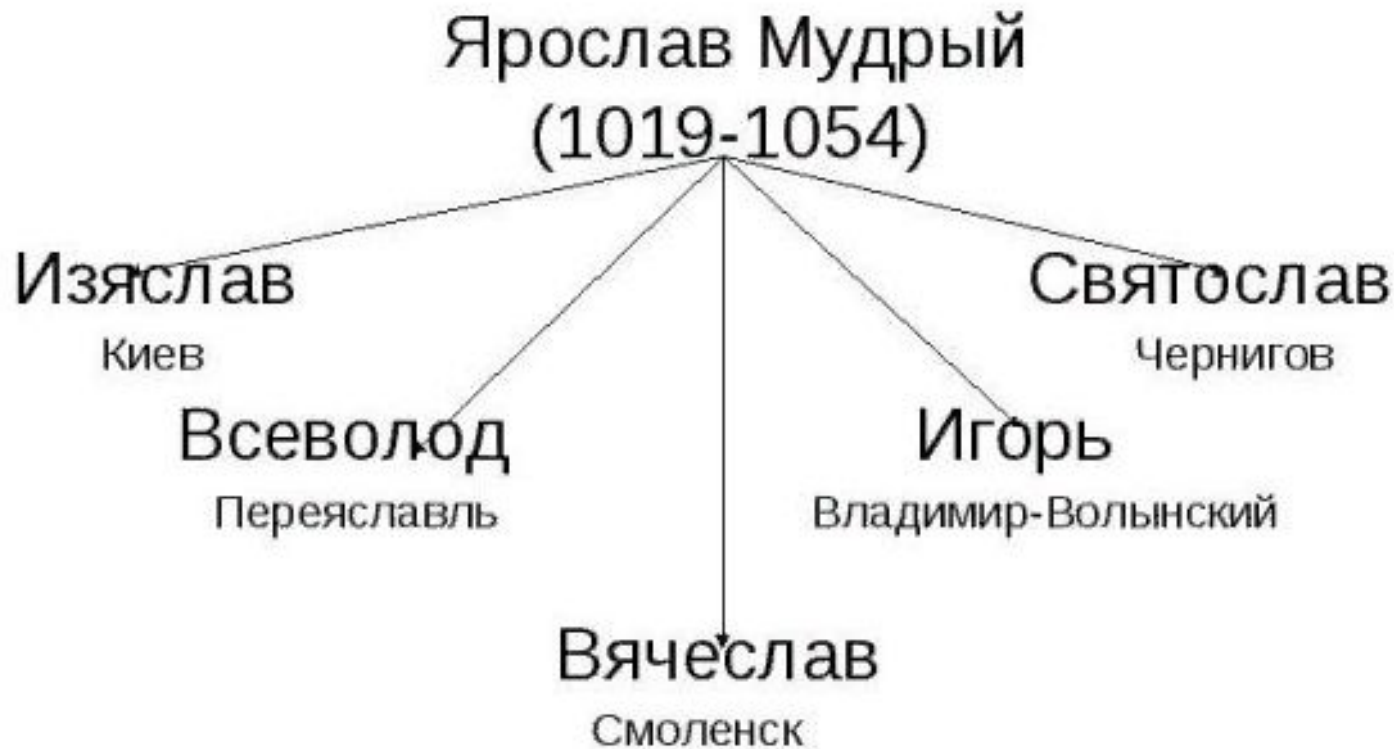 Ярослав Мудрый
(1019-1054)
Изяслав
Киев
Святослав
Чернигов
Всеволод
Переяславль
Игорь
Владимир-Волынский
Вячеслав
Смоленск